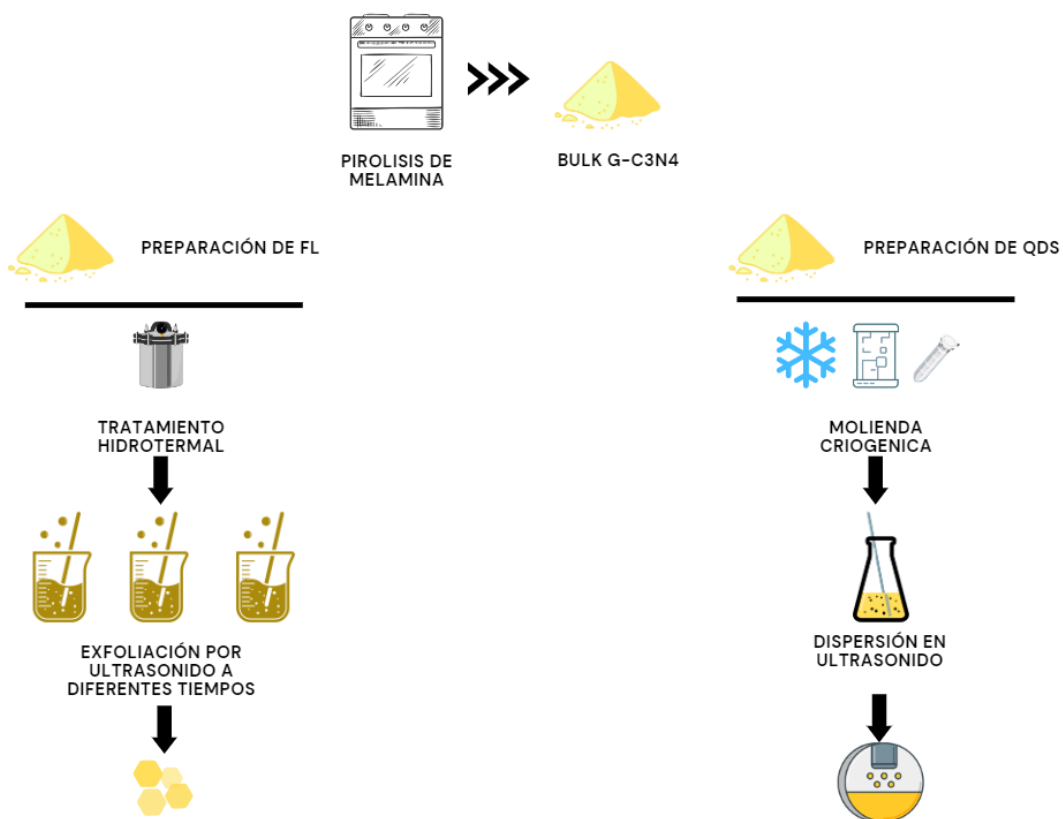 PIROLISIS DE
MELAMINA
BULK G-C3N4
PREPARACIÓN DE FL
TRATAMIENTO
HIDROTERMAL
EXFOLIACIÓN POR
ULTRASONIDO A
DIFERENTES TIEMPOS
PREPARACIÓN DE QDS
MOLIENDA
CRIOGENICA
DISPERSIÓN EN
ULTRASONIDO